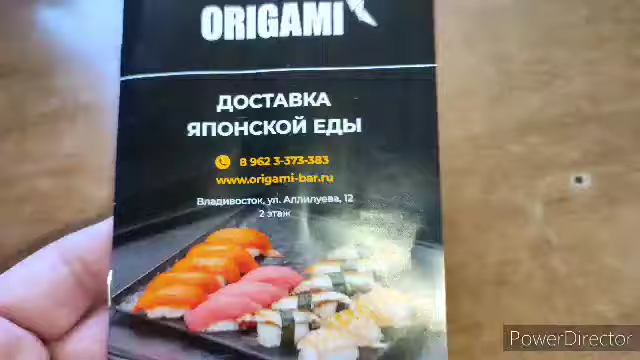 ORIGAMI
ДОСТАВКА
ЯПОНСКОЙ ЕДЫ
8 962 3-373-383
www.origami-bar.ru
Владивосток, ул. Аллилуева, 12
2 этаж
PowerDirector